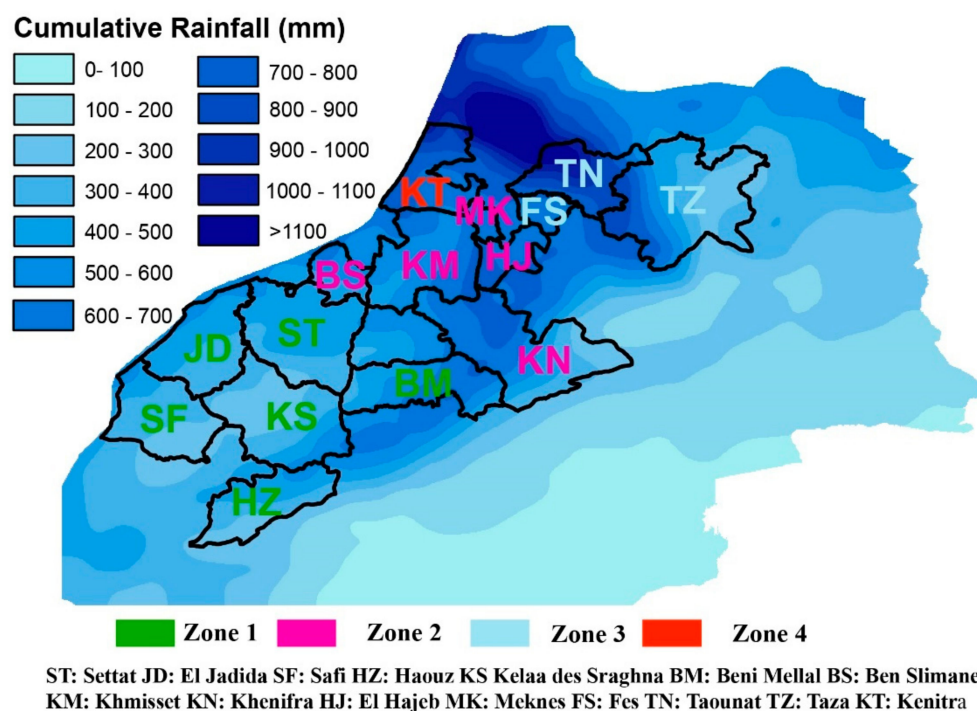 Cumulative Rainfall (mm)
0- 100
100 - 200
200 - 300
300 - 400
400 - 500
500 - 600
600 - 700
700 - 800
800 - 900
900 - 1000
1000 - 1100
>1100
TN
KT
MK
FS
TZ
BS
KM
HJ
JD
ST
KN
BM
SF
KS
HZ
Zone 1
Zone 2
Zone 3
Zone 4
ST: Settat JD: El Jadida SF: Safi HZ: Haouz KS Kelaa des Sraghna BM: Beni Mellal BS: Ben Slimane
KM: Khmisset KN: Khenifra HJ: El Hajeb MK: Meknes FS: Fes TN: Taounat TZ: Taza KT: Kenitra